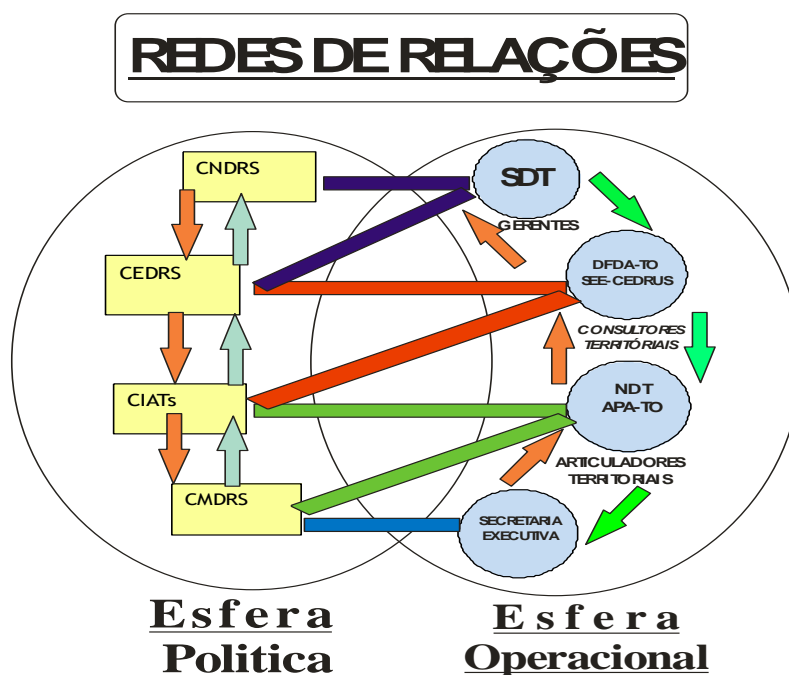 REDES DE RELAÇÕES
CNDRS
SDT
GERENTES
CEDRS
DFDA-TO
SEE-CEDRUS
CONSULTORES
TERRITÓRIAIS
CIATs
NDT
APA-TO
ARTICULADORES
TERRITORIAIS
CMDRS
SECRETARIA
EXECUTIVA
Esfera
Politica
Esfera
Operacional